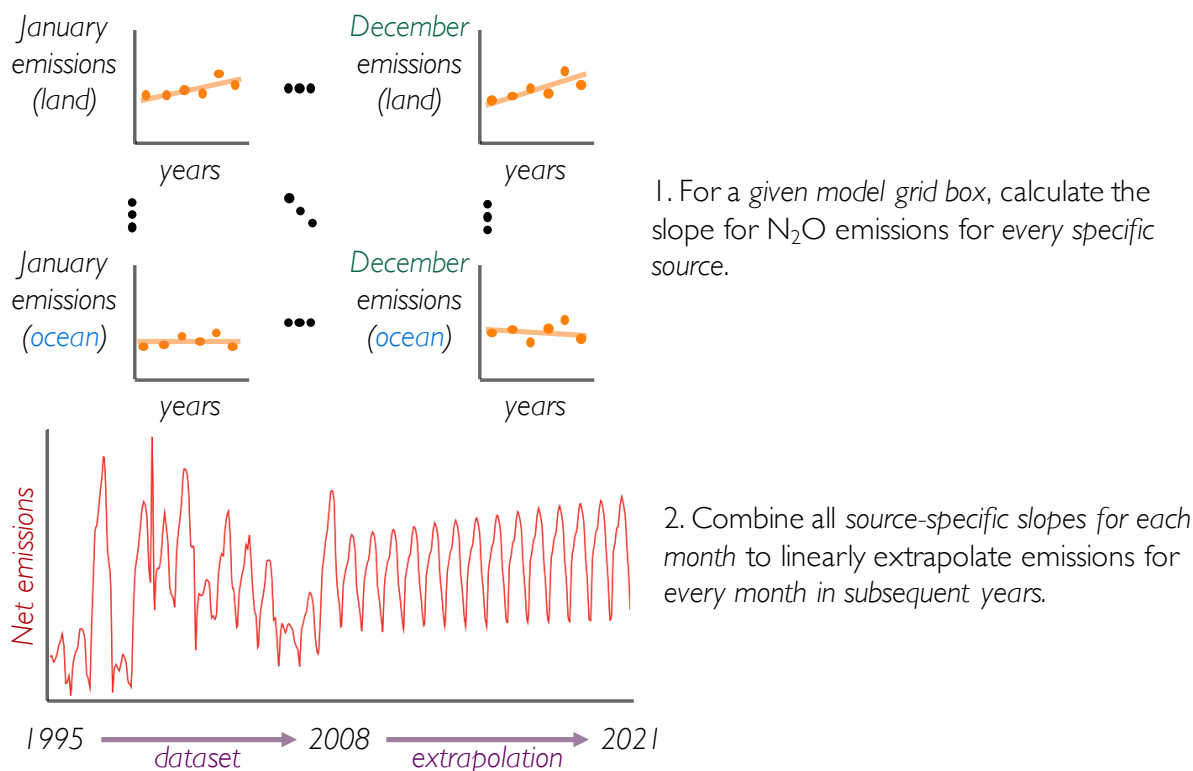 January
emissions
(land)
years
December
emissions
(land)
years
January
emissions
(ocean)
years
December
emissions
(ocean)
years
1. For a given model grid box, calculate the
slope for N₂O emissions for every specific
source.
Net emissions
1995
dataset
2008
extrapolation
2021
2. Combine all source-specific slopes for each
month to linearly extrapolate emissions for
every month in subsequent years.